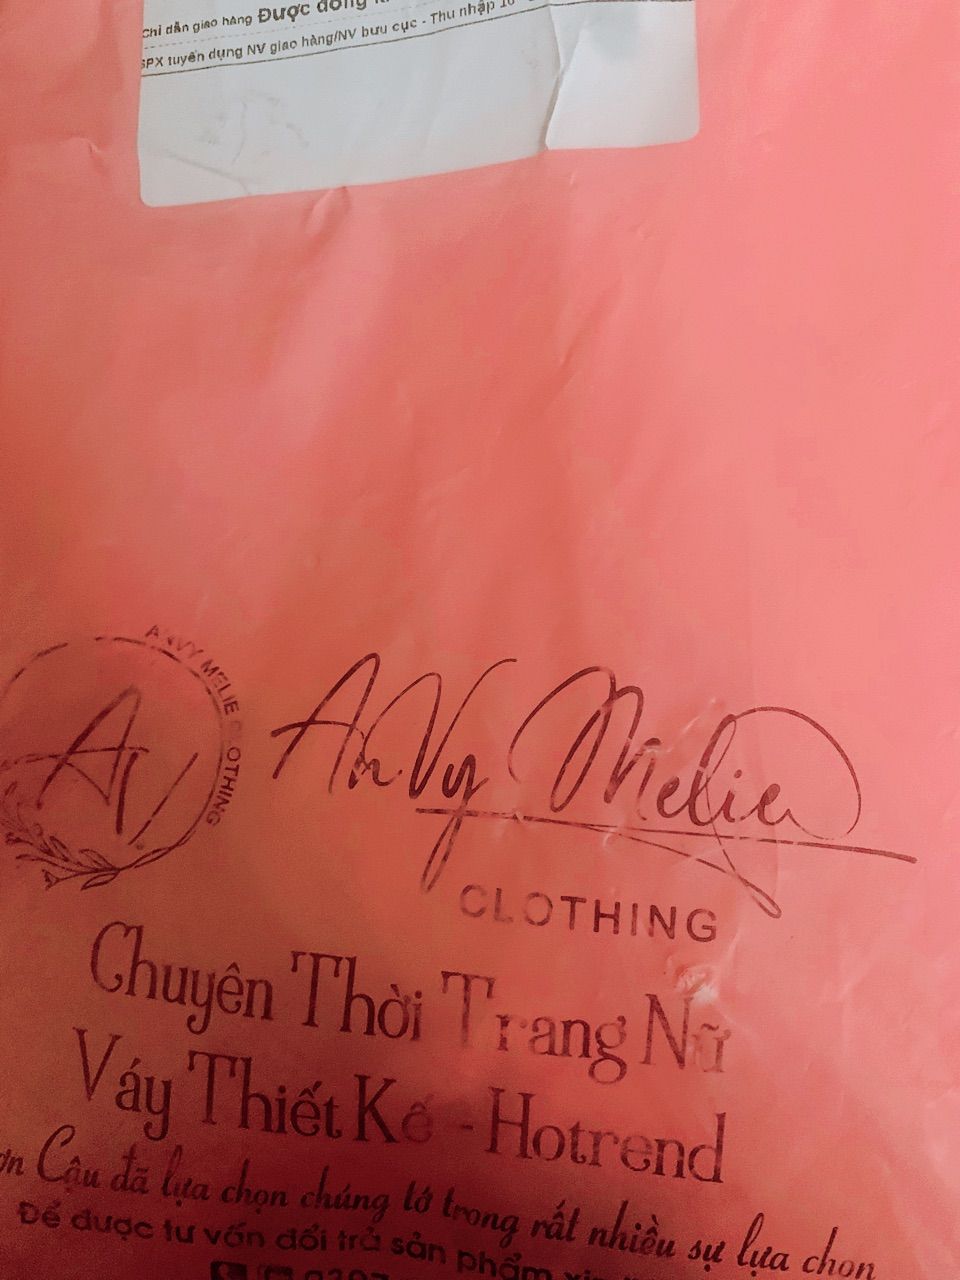 Chỉ dẫn giao hàng Được đồng
SPX tuyển dụng NV giao hàng/NV bưu cục - Thu nhập 16
ANVY MELIE CLOTHING
AV
AnVy Melie
CLOTHING
Chuyên Thời Trang Nữ
Váy Thiết Kế - Hotrend
Cậu đã lựa chọn chúng tớ trong rất nhiều sự lựa chọn
Để được tư vấn đổi trả sản phẩm